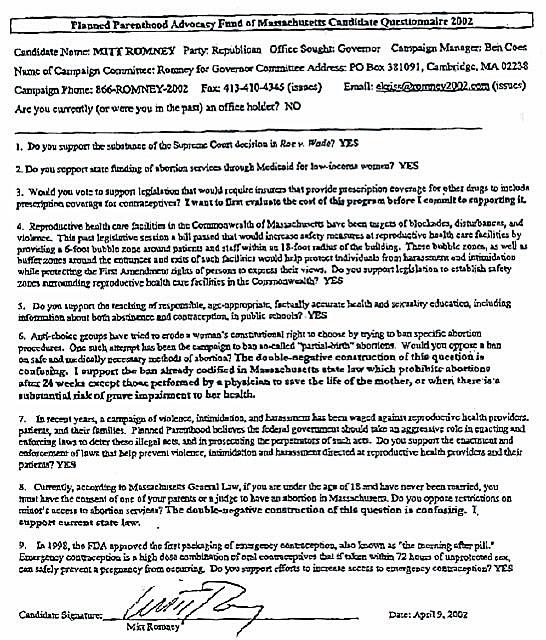 Planned Parenthood Advocacy Fund of Massachusetts Candidate Questionnaire 2002
Candidate Name: MITT ROMNEY Party: Republican Office Sought: Governor Campaign Manager: Ben Coes
Name of Campaign Committee: Romney for Governor Committee Address: PO Box 381091, Cambridge, MA 02238
Campaign Phone: 866-ROMNEY-2002 Fax: 413-410-4345 (issues) Email: ekriss@romney2002.com (issues)
Are you currently (or were you in the past) an office holder? NO
1. Do you support the substance of the Supreme Court decision in Roe v. Wade? YES
2. Do you support state funding of abortion services through Medicaid for low-income women? YES
3. Would you vote to support legislation that would require insurers that provide prescription coverage for other drugs to include
prescription coverage for contraceptives? I want to first evaluate the cost of this program before I commit to supporting it.
4. Reproductive health care facilities in the Commonwealth of Massachusetts have been targets of blockades, disturbances, and
violence. This past legislative session a bill passed that would increase safety measures at reproductive health care facilities by
providing a 6-foot bubble zone around patients and staff within an 18-foot radius of the building. These bubble zones, as well as
buffer zones around the entrances and exits of such facilities would help protect individuals from harassment and intimidation
while protecting the First Amendment rights of persons to express their views. Do you support legislation to establish safety
zones surrounding reproductive health care facilities in the Commonwealth? YES
5. Do you support the teaching of responsible, age-appropriate, factually accurate health and sexuality education, including
information about both abstinence and contraception, in public schools? YES
6. Anti-choice groups have tried to erode a woman's constitutional right to choose by trying to ban specific abortion
procedures. One such attempt has been the campaign to ban so-called "partial-birth" abortions. Would you oppose a ban
on safe and medically necessary methods of abortion? The double-negative construction of this question is
confusing. I support the ban already codified in Massachusetts state law which prohibits abortions
after 24 weeks except those performed by a physician to save the life of the mother, or when there is a
substantial risk of grave impairment to her health.
7. In recent years, a campaign of violence, intimidation, and harassment has been waged against reproductive health providers,
patients, and their families. Planned Parenthood believes the federal government should take an aggressive role in enacting and
enforcing laws to deter these illegal acts, and in prosecuting the perpetrators of such acts. Do you support the enactment and
enforcement of laws that help prevent violence, intimidation and harassment directed at reproductive health providers and their
patients? YES
8. Currently, according to Massachusetts General Law, if you are under the age of 18 and have never been married, you
must have the consent of one of your parents or a judge to have an abortion in Massachusetts. Do you oppose restrictions on
minor's access to abortion services? The double-negative construction of this question is confusing. I
support current state law.
9. In 1998, the FDA approved the first packaging of emergency contraception, also known as "the morning after pill."
Emergency contraception is a high dose combination of oral contraceptives that if taken within 72 hours of unprotected sex,
can safely prevent a pregnancy from occurring. Do you support efforts to increase access to emergency contraception? YES
Candidate Signature: Date: April 9, 2002
Mitt Romney